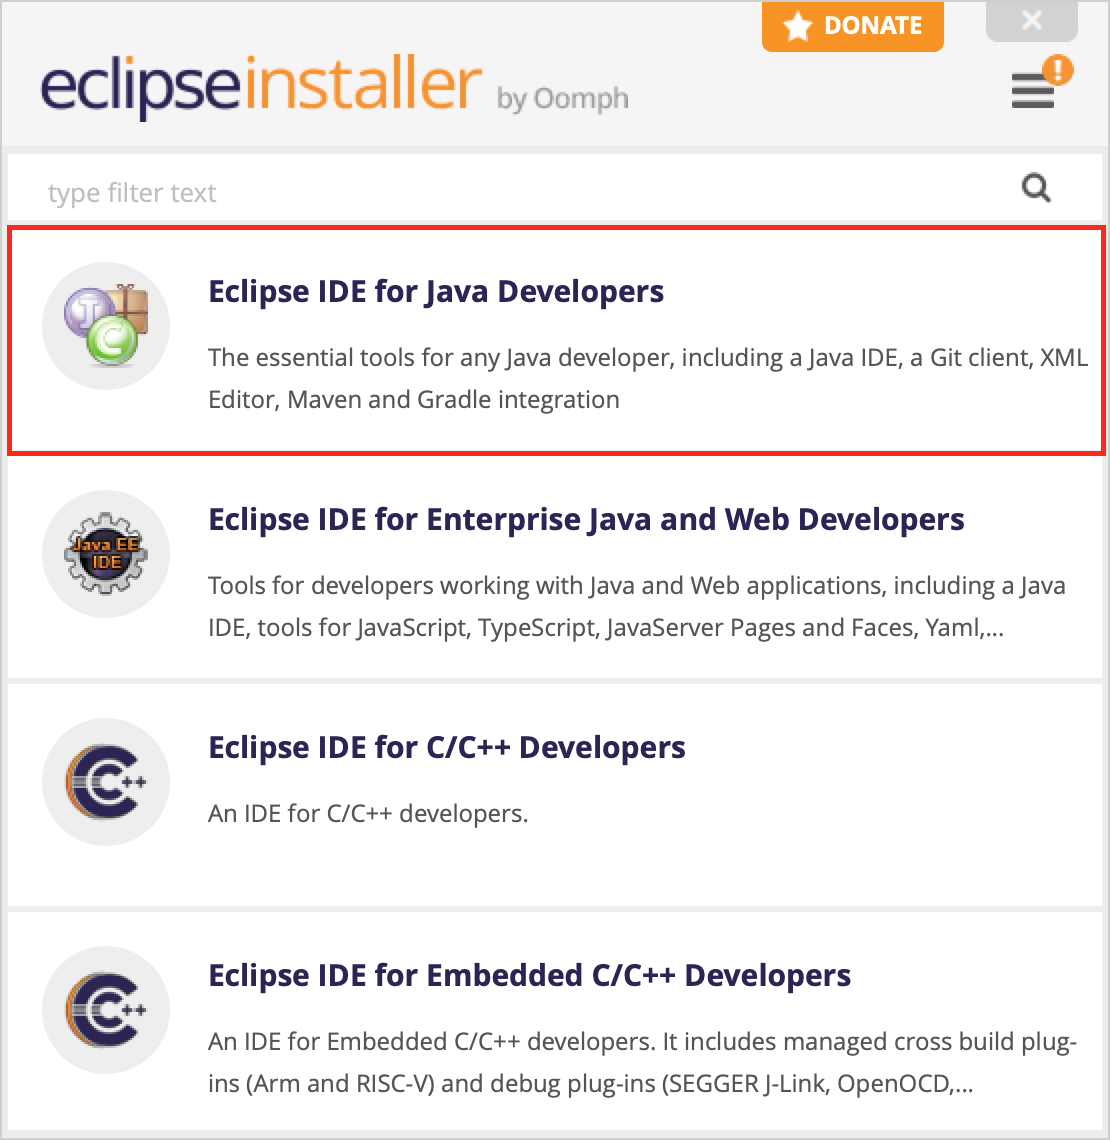 DONATE
eclipseinstaller by Oomph
type filter text
Eclipse IDE for Java Developers
The essential tools for any Java developer, including a Java IDE, a Git client, XML
Editor, Maven and Gradle integration
Java EE
IDE
Eclipse IDE for Enterprise Java and Web Developers
Tools for developers working with Java and Web applications, including a Java
IDE, tools for JavaScript, TypeScript, JavaServer Pages and Faces, Yaml,...
C++
Eclipse IDE for C/C++ Developers
An IDE for C/C++ developers.
C++
Eclipse IDE for Embedded C/C++ Developers
An IDE for Embedded C/C++ developers. It includes managed cross build plug-
ins (Arm and RISC-V) and debug plug-ins (SEGGER J-Link, OpenOCD,...